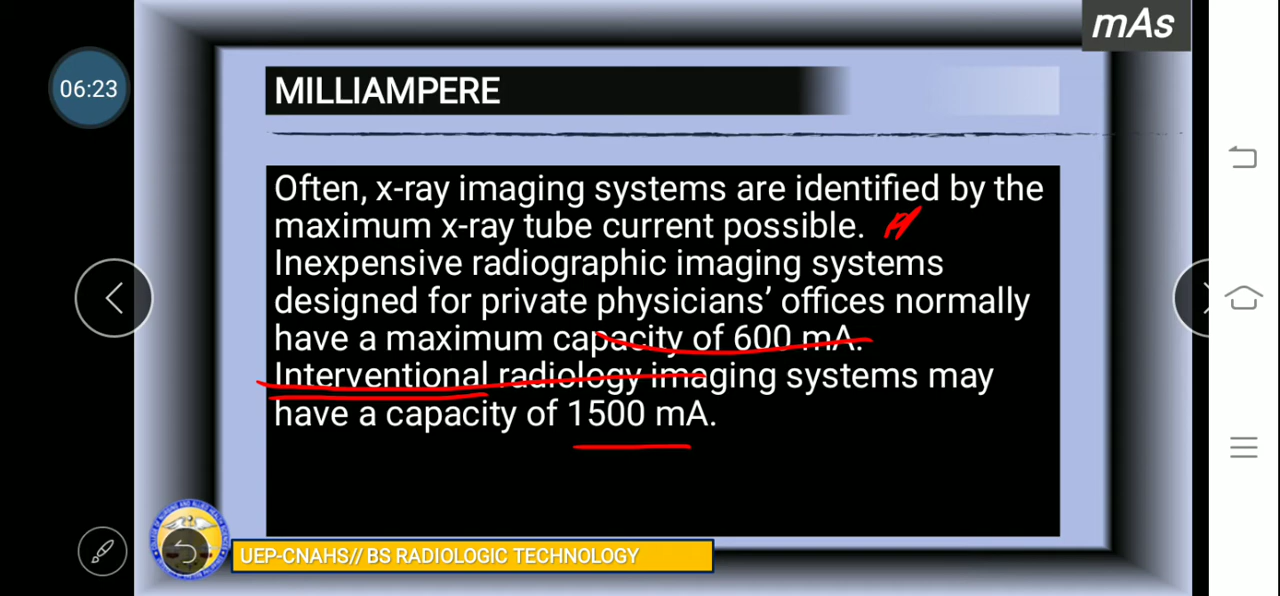 mAs
06:23
MILLIAMPERE
Often, x-ray imaging systems are identified by the
maximum x-ray tube current possible.
Inexpensive radiographic imaging systems
designed for private physicians’ offices normally
have a maximum capacity of 600 mA.
Interventional radiology imaging systems may
have a capacity of 1500 mA.
UEP-CNAHS// BS RADIOLOGIC TECHNOLOGY